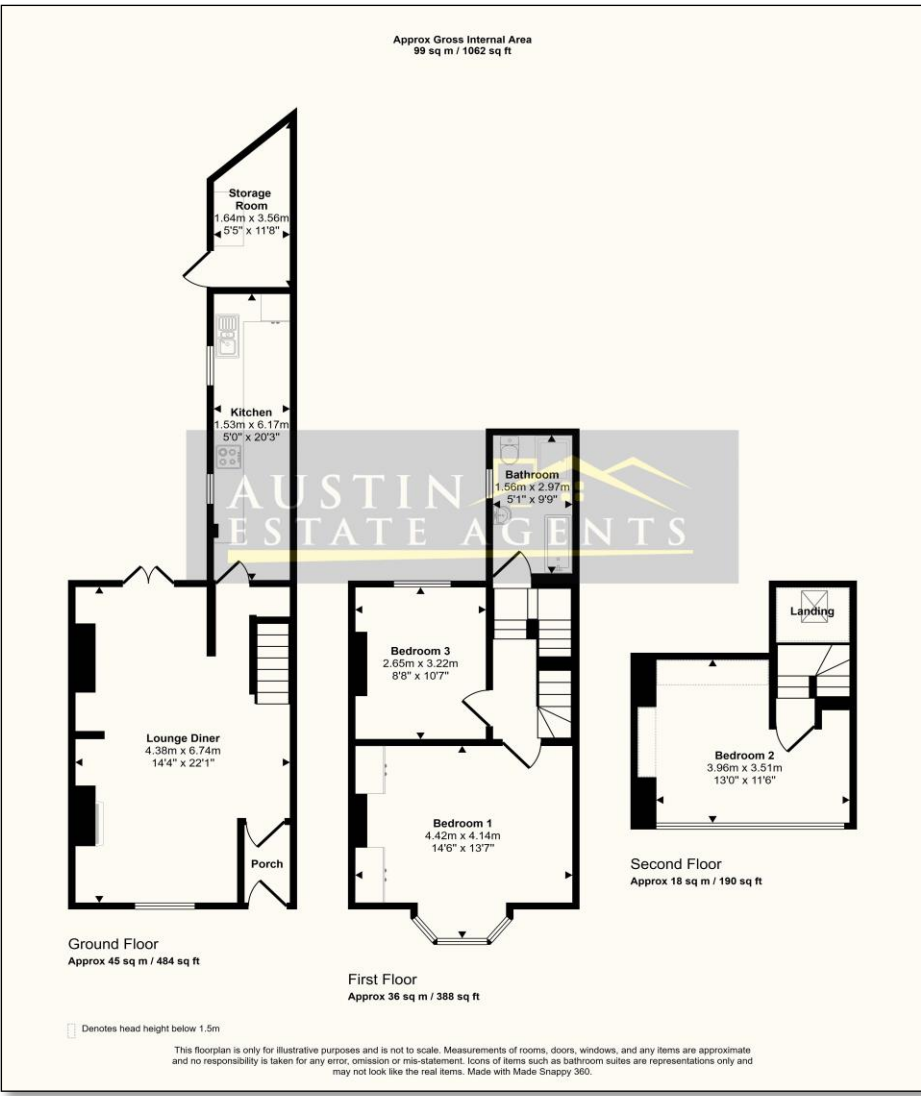 Approx Gross Internal Area
99 sq m / 1062 sq ft
Storage
Room
1.64m x 3.56m
5'5" x 11'8"
Kitchen
1.53m x 6.17m
5'0" x 20'3"
Bathroom
1.56m x 2.97m
5'1" x 9'9"
AUSTIN
ESTATE AGENTS
Landing
Bedroom 3
2.65m x 3.22m
8'8" x 10'7"
Lounge Diner
4.38m x 6.74m
14'4" x 22'1"
Bedroom 2
3.96m x 3.51m
13'0" x 11'6"
Bedroom 1
4.42m x 4.14m
14'6" x 13'7"
Porch
Second Floor
Approx 18 sq m / 190 sq ft
Ground Floor
Approx 45 sq m / 484 sq ft
First Floor
Approx 36 sq m / 388 sq ft
Denotes head height below 1.5m
This floorplan is only for illustrative purposes and is not to scale. Measurements of rooms, doors, windows, and any items are approximate
and no responsibility is taken for any error, omission or mis-statement. Icons of items such as bathroom suites are representations only and
may not look like the real items. Made with Made Snappy 360.